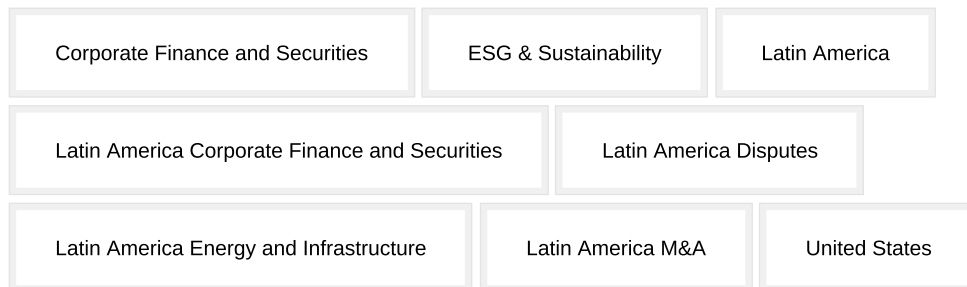 Corporate Finance and Securities
ESG & Sustainability
Latin America
Latin America Corporate Finance and Securities
Latin America Disputes
Latin America Energy and Infrastructure
Latin America M&A
United States